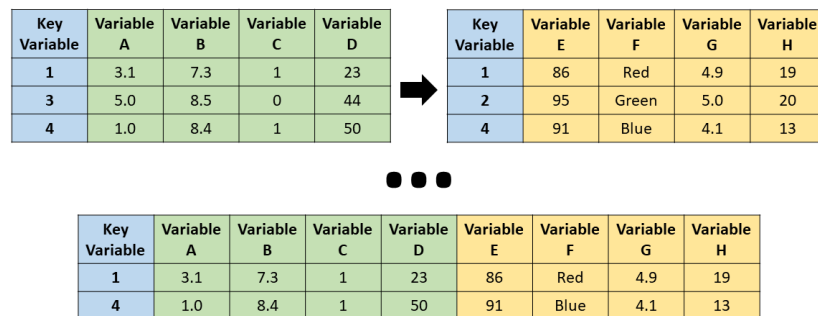 Key Variable | Variable A | Variable B | Variable C | Variable D
1 | 3.1 | 7.3 | 1 | 23
3 | 5.0 | 8.5 | 0 | 44
4 | 1.0 | 8.4 | 1 | 50
Key Variable | Variable E | Variable F | Variable G | Variable H
1 | 86 | Red | 4.9 | 19
2 | 95 | Green | 5.0 | 20
4 | 91 | Blue | 4.1 | 13
Key Variable | Variable A | Variable B | Variable C | Variable D | Variable E | Variable F | Variable G | Variable H
1 | 3.1 | 7.3 | 1 | 23 | 86 | Red | 4.9 | 19
4 | 1.0 | 8.4 | 1 | 50 | 91 | Blue | 4.1 | 13